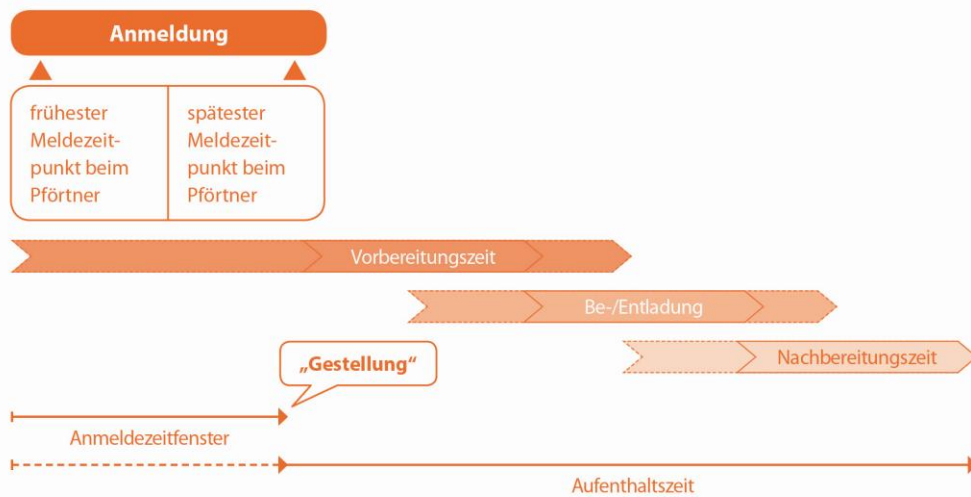 Anmeldung
frühester
Meldezeit-
punkt beim
Pförtner
spätester
Meldezeit-
punkt beim
Pförtner
Vorbereitungszeit
Be-/Entladung
Nachbereitungszeit
„Gestellung“
Anmeldezeitfenster
Aufenthaltszeit